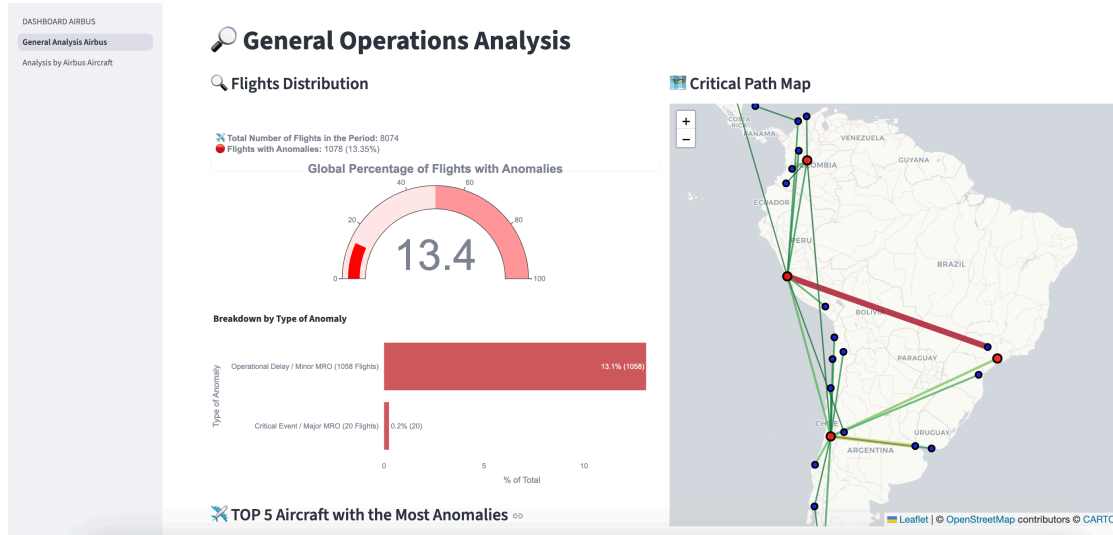 DASHBOARD AIRBUS
General Analysis Airbus
Analysis by Airbus Aircraft
General Operations Analysis
Flights Distribution
Total Number of Flights in the Period: 8074
Flights with Anomalies: 1078 (13.35%)
Global Percentage of Flights with Anomalies
0
20
40
60
80
100
13.4
Breakdown by Type of Anomaly
Type of Anomaly
Operational Delay / Minor MRO (1058 Flights)
13.1% (1058)
Critical Event / Major MRO (20 Flights)
0.2% (20)
0
5
10
% of Total
TOP 5 Aircraft with the Most Anomalies
Critical Path Map
+
−
COSTA
RICA
PANAMA
VENEZUELA
GUYANA
ECUADOR
PERU
BRAZIL
PARAGUAY
URUGUAY
ARGENTINA
Leaflet | © OpenStreetMap contributors ©